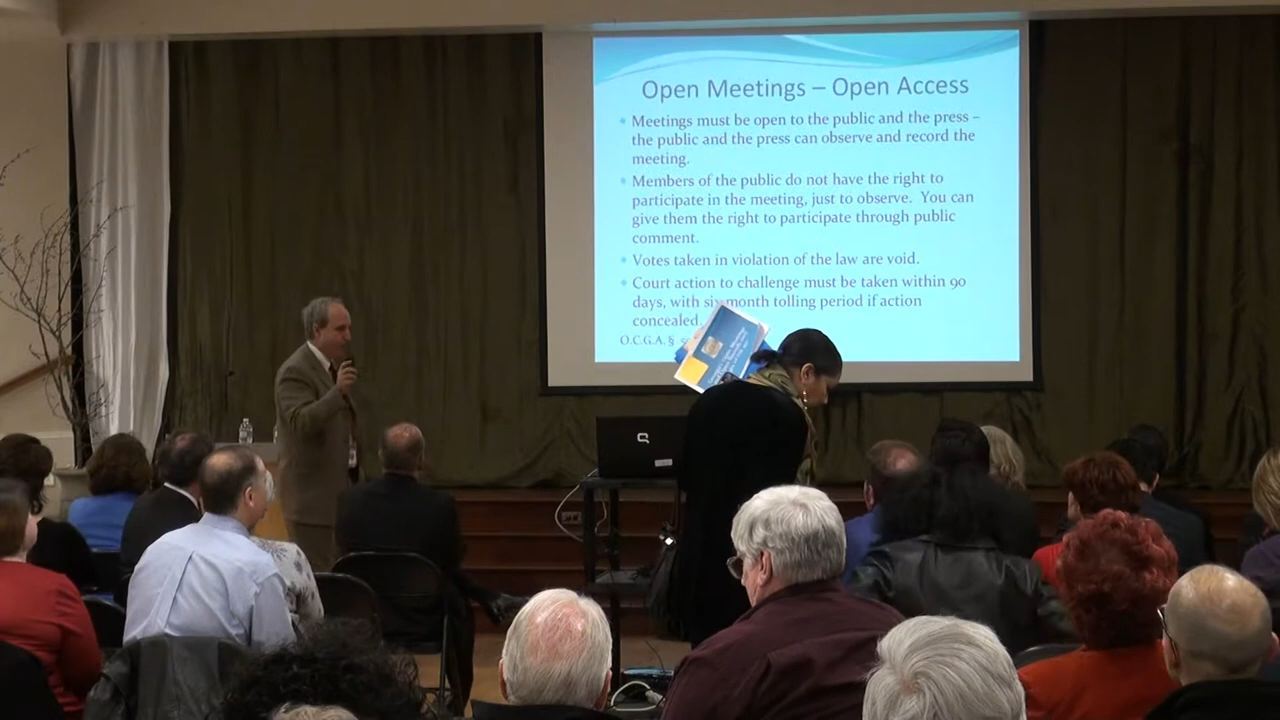 Open Meetings – Open Access
Meetings must be open to the public and the press –
the public and the press can observe and record the
meeting.
Members of the public do not have the right to
participate in the meeting, just to observe. You can
give them the right to participate through public
comment.
Votes taken in violation of the law are void.
Court action to challenge must be taken within 90
days, with six month tolling period if action
concealed.
O.C.G.A. §